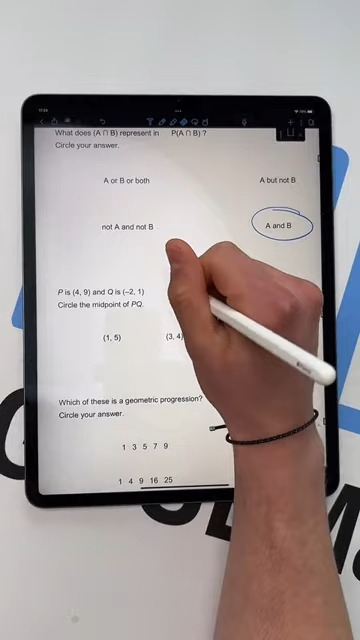 What does (A ∩ B) represent in P(A ∩ B) ?
Circle your answer.
A or B or both
A but not B
not A and not B
A and B
P is (4, 9) and Q is (−2, 1)
Circle the midpoint of PQ.
(1, 5)
(3, 4)
Which of these is a geometric progression?
Circle your answer.
1 3 5 7 9
1 4 9 16 25